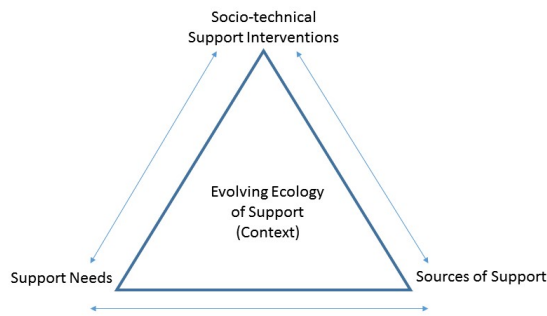 Socio-technical
Support Interventions
Evolving Ecology
of Support
(Context)
Support Needs
Sources of Support